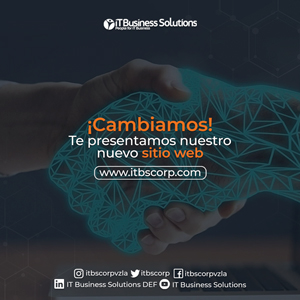 iT Business Solutions
People for IT Business
¡Cambiamos!
Te presentamos nuestro
nuevo sitio web
www.itbscorp.com
itbscorpvzla itbscorp itbscorpvzla
IT Business Solutions DEF IT Business Solutions